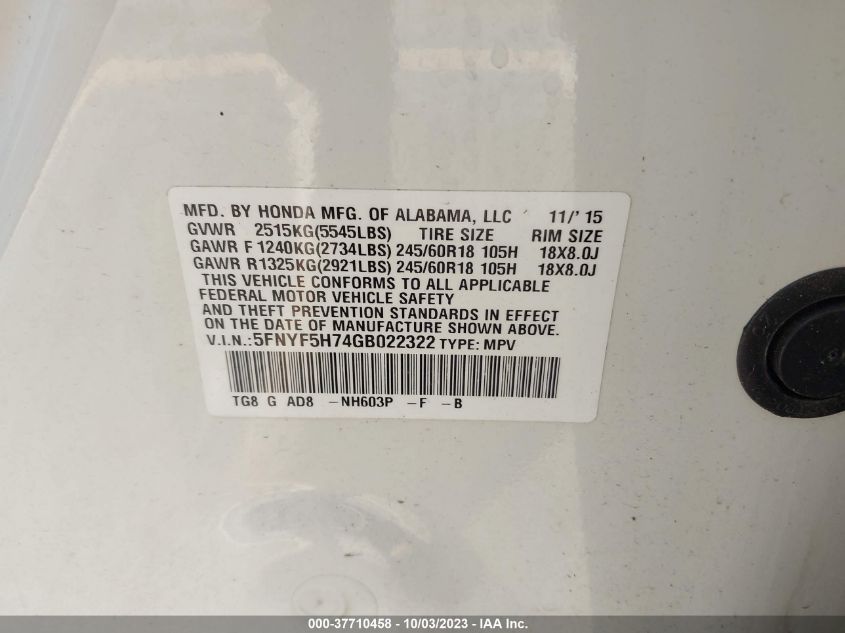 MFD. BY HONDA MFG. OF ALABAMA, LLC 11/' 15
GVWR 2515KG(5545LBS) TIRE SIZE RIM SIZE
GAWR F 1240KG(2734LBS) 245/60R18 105H 18X8.0J
GAWR R1325KG(2921LBS) 245/60R18 105H 18X8.0J
THIS VEHICLE CONFORMS TO ALL APPLICABLE
FEDERAL MOTOR VEHICLE SAFETY
AND THEFT PREVENTION STANDARDS IN EFFECT
ON THE DATE OF MANUFACTURE SHOWN ABOVE.
V.I.N.:5FNYF5H74GB022322 TYPE: MPV
TG8 G AD8 -NH603P -F -B
000-37710458 - 10/03/2023 - IAA Inc.